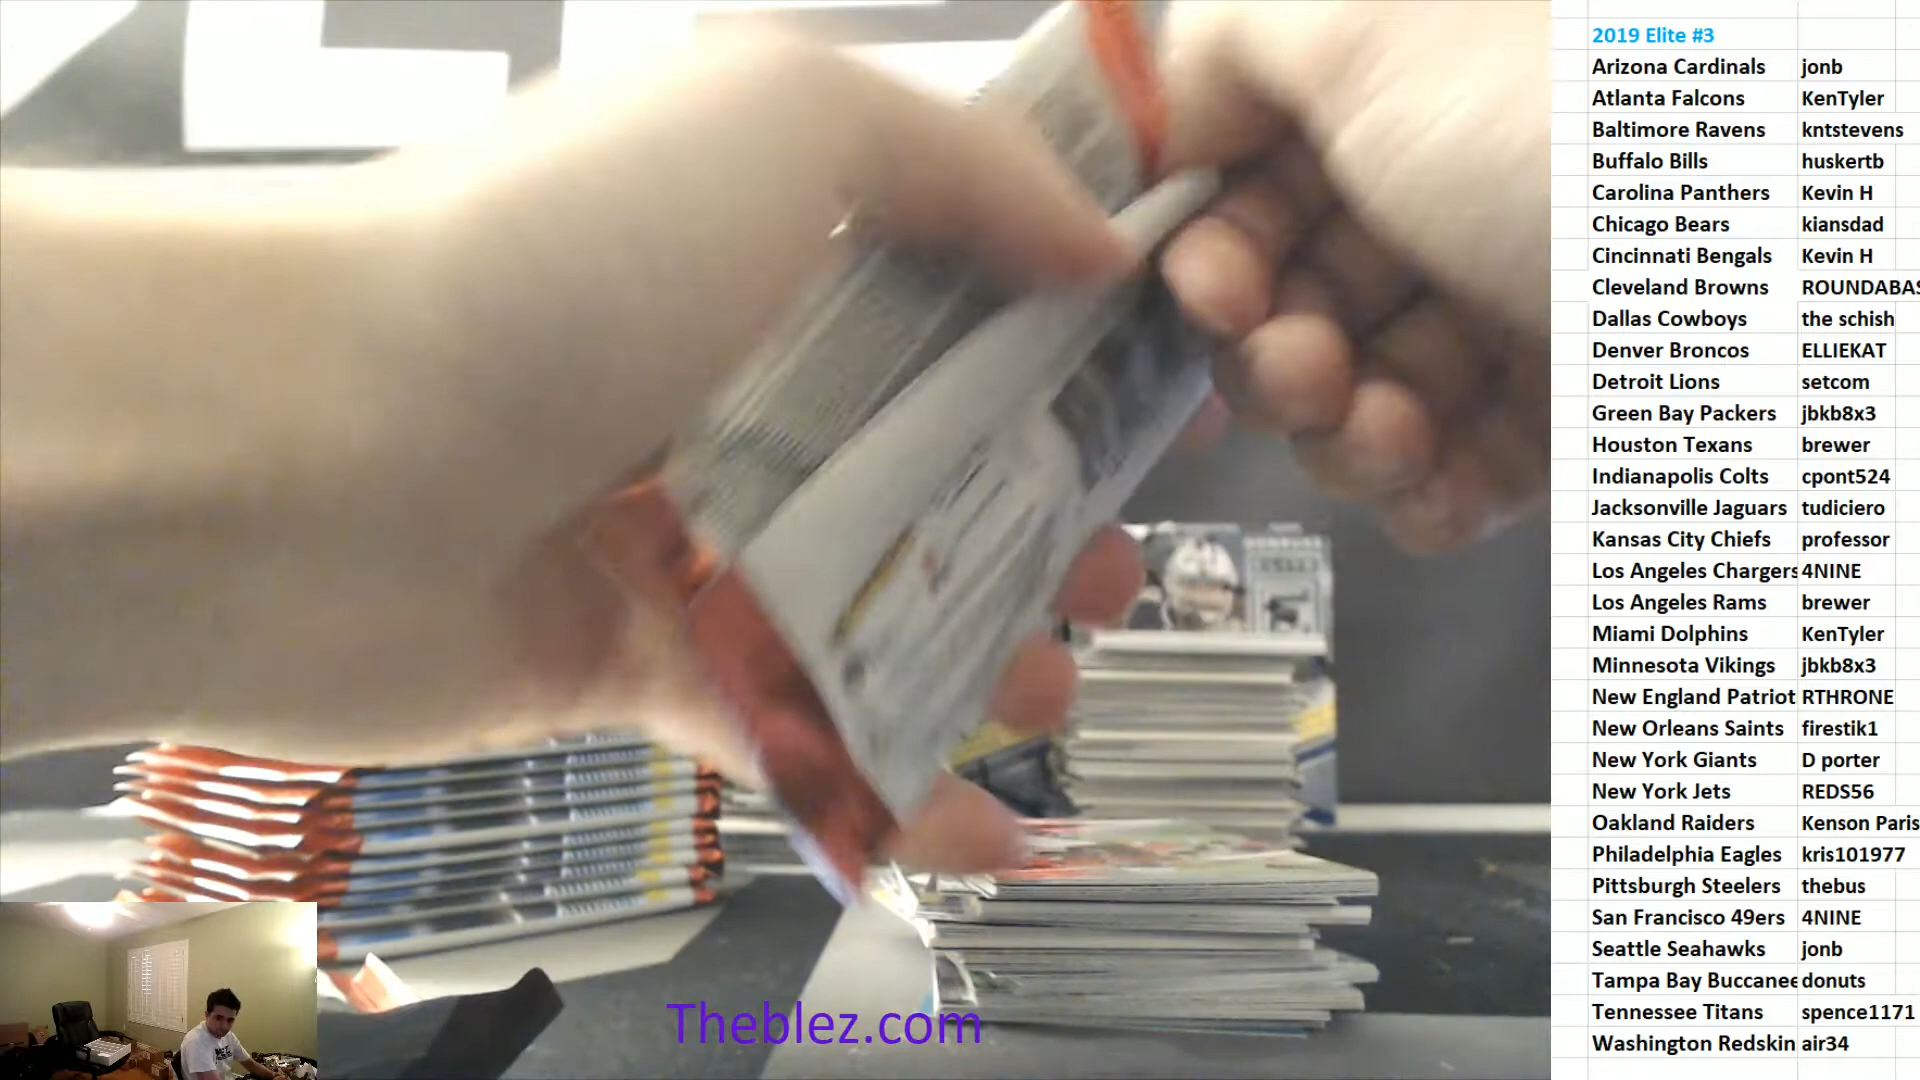 2019 Elite #3
Arizona Cardinals jonb
Atlanta Falcons KenTyler
Baltimore Ravens kntstevens
Buffalo Bills huskertb
Carolina Panthers Kevin H
Chicago Bears kiansdad
Cincinnati Bengals Kevin H
Cleveland Browns ROUNDABAS
Dallas Cowboys the schish
Denver Broncos ELLIEKAT
Detroit Lions setcom
Green Bay Packers jbkb8x3
Houston Texans brewer
Indianapolis Colts cpont524
Jacksonville Jaguars tudiciero
Kansas City Chiefs professor
Los Angeles Chargers 4NINE
Los Angeles Rams brewer
Miami Dolphins KenTyler
Minnesota Vikings jbkb8x3
New England Patriot RTHRONE
New Orleans Saints firestik1
New York Giants D porter
New York Jets REDS56
Oakland Raiders Kenson Paris
Philadelphia Eagles kris101977
Pittsburgh Steelers thebus
San Francisco 49ers 4NINE
Seattle Seahawks jonb
Tampa Bay Buccanee donuts
Tennessee Titans spence1171
Washington Redskin air34
Theblez.com